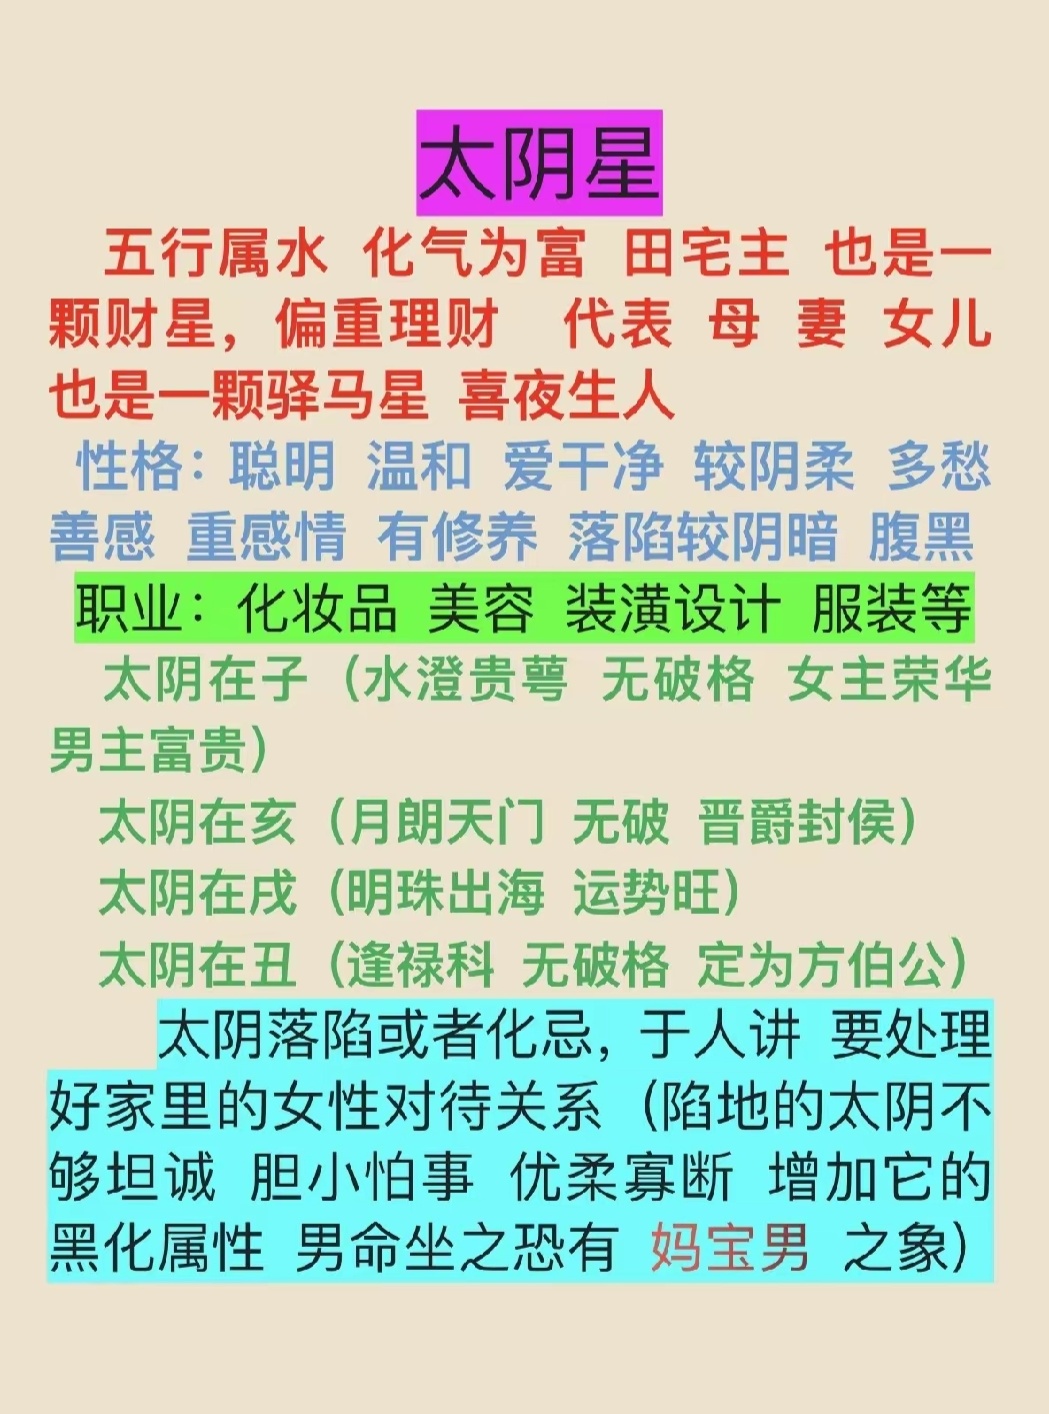 太阴星
五行属水 化气为富 田宅主 也是一
颗财星，偏重理财 代表 母 妻 女儿
也是一颗驿马星 喜夜生人
性格：聪明 温和 爱干净 较阴柔 多愁
善感 重感情 有修养 落陷较阴暗 腹黑
职业：化妆品 美容 装潢设计 服装等
太阴在子（水澄贵萼 无破格 女主荣华
男主富贵）
太阴在亥（月朗天门 无破 晋爵封侯）
太阴在戌（明珠出海 运势旺）
太阴在丑（逢禄科 无破格 定为方伯公）
太阴落陷或者化忌，于人讲 要处理
好家里的女性对待关系（陷地的太阴不
够坦诚 胆小怕事 优柔寡断 增加它的
黑化属性 男命坐之恐有 妈宝男 之象）